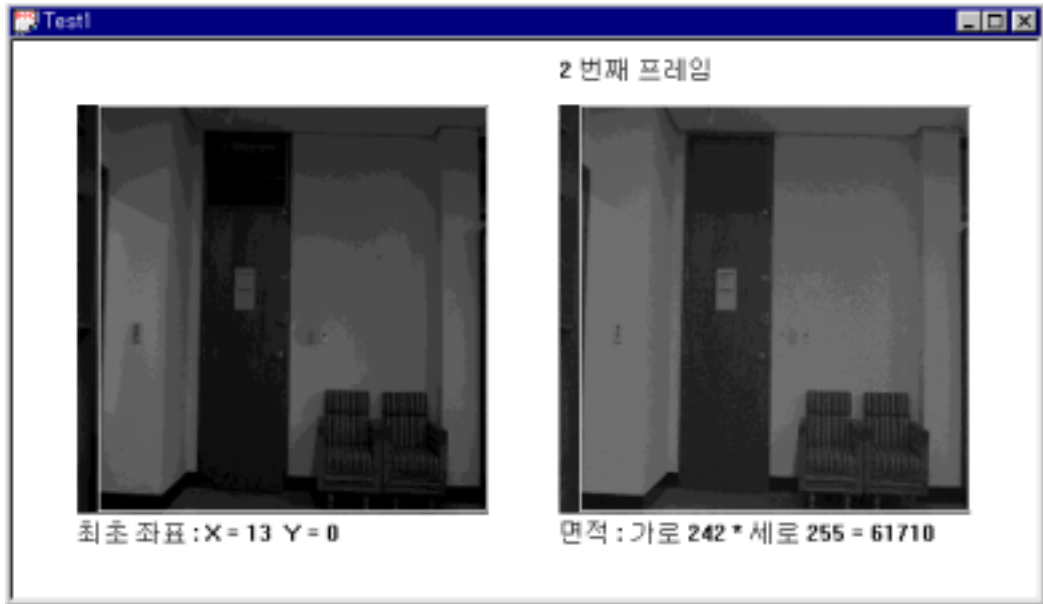 Test1
2 번째 프레임
최초 좌표 : X = 13 Y = 0
면적 : 가로 242 * 세로 255 = 61710